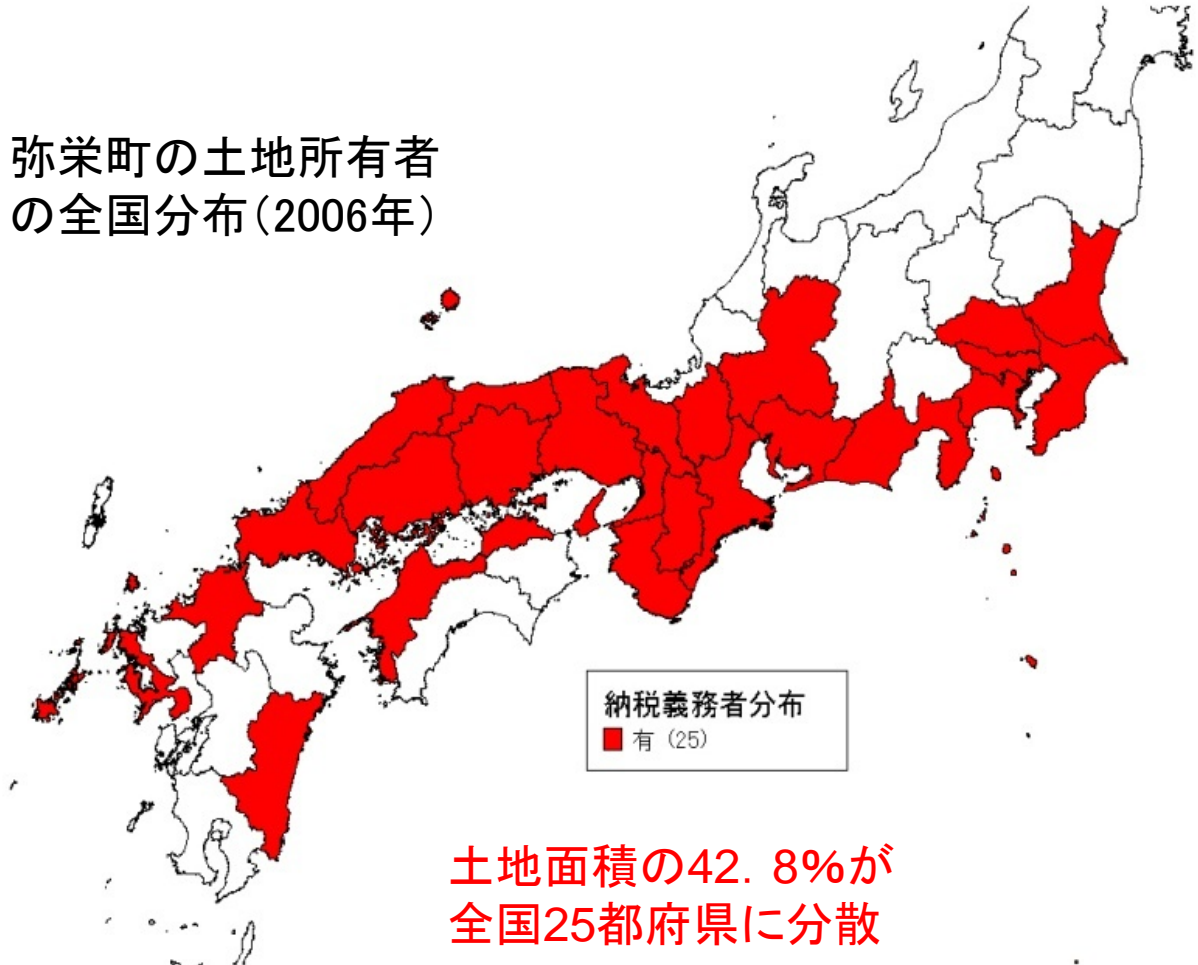 弥栄町の土地所有者
の全国分布(2006年)
納税義務者分布
有 (25)
土地面積の42．8%が
全国25都府県に分散